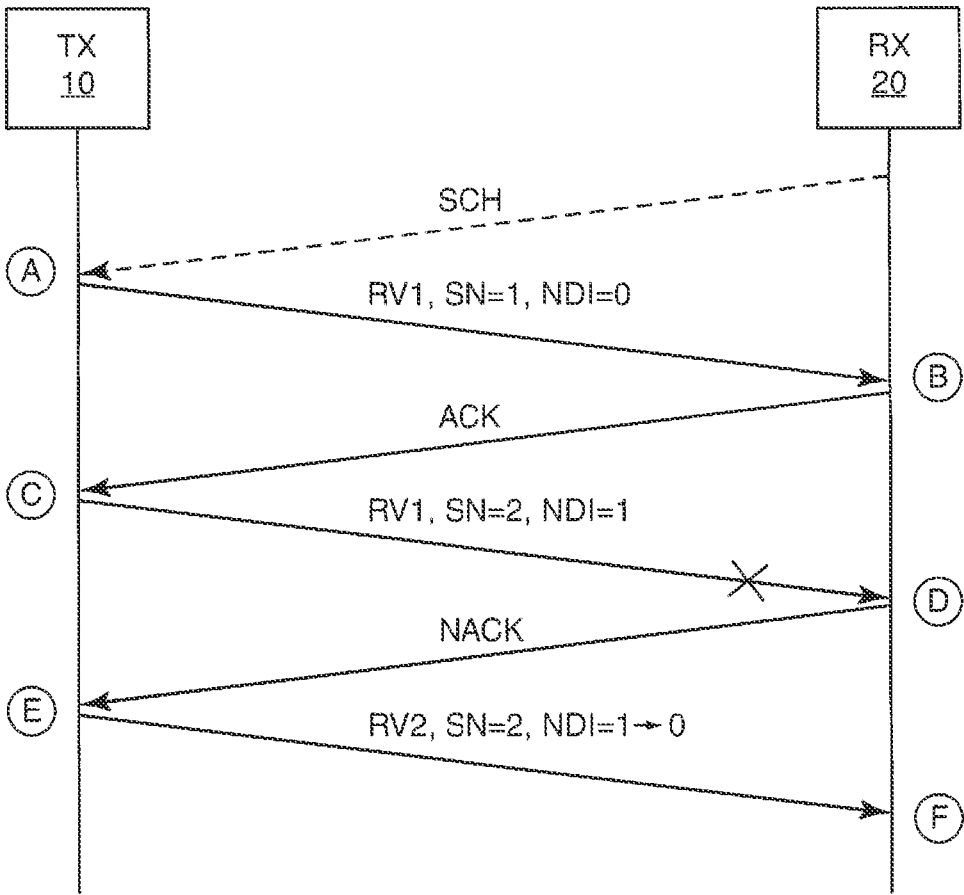 TX
10
RX
20
SCH
A
RV1, SN=1, NDI=0
B
ACK
C
RV1, SN=2, NDI=1
D
NACK
E
RV2, SN=2, NDI=1→0
F